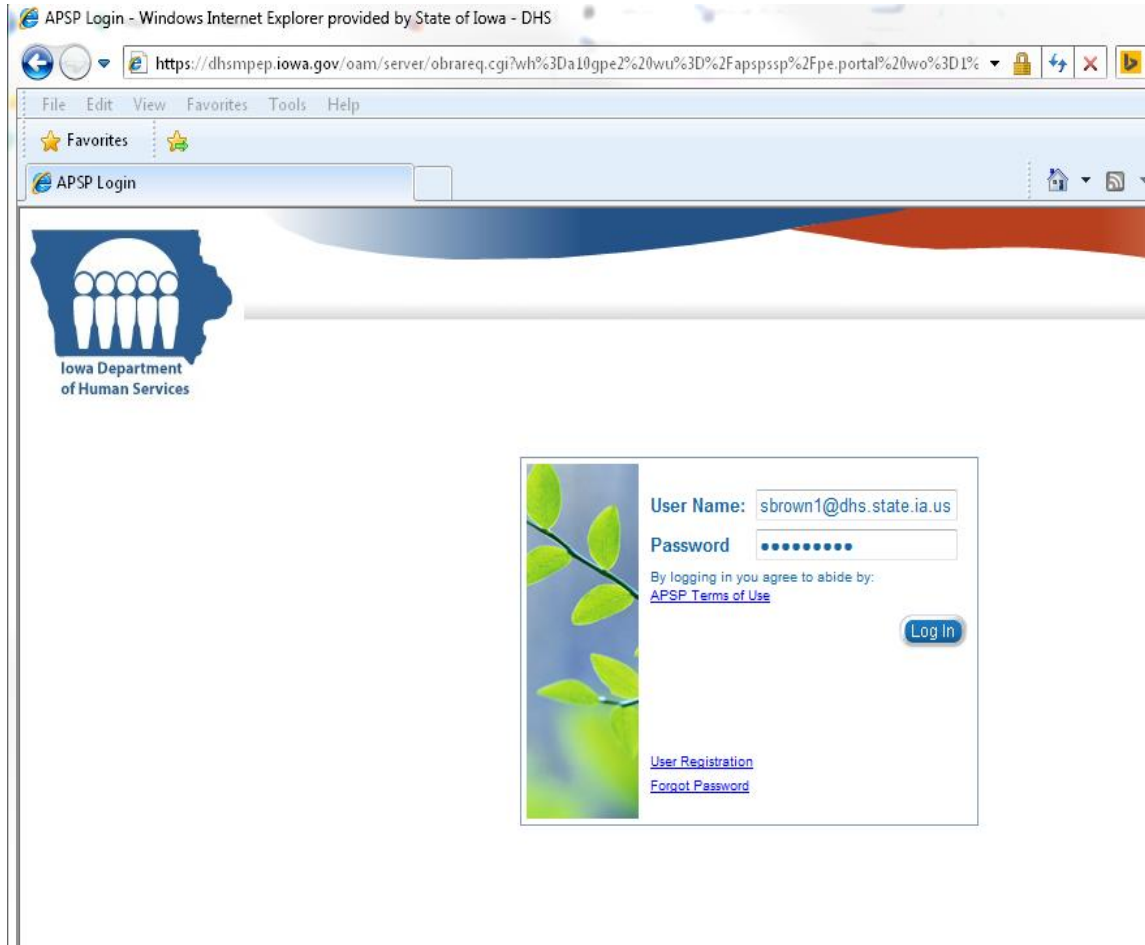 APSP Login - Windows Internet Explorer provided by State of Iowa - DHS
https://dhsmpep.iowa.gov/oam/server/obrareq.cgi?wh%3Da10gpe2%20wu%3D%2Fapspssp%2Fpe.portal%20wo%3D1%
File Edit View Favorites Tools Help
Favorites
APSP Login
Iowa Department
of Human Services
User Name: sbrown1@dhs.state.ia.us
Password •••••••••
By logging in you agree to abide by:
APSP Terms of Use
Log In
User Registration
Forgot Password